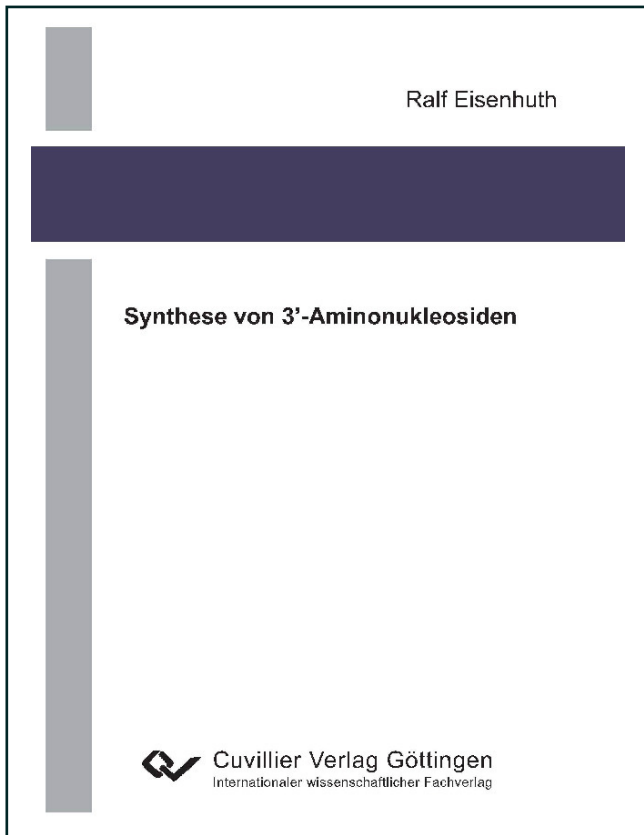 Ralf Eisenhuth
Synthese von 3’-Aminonukleosiden
Cuvillier Verlag Göttingen
Internationaler wissenschaftlicher Fachverlag